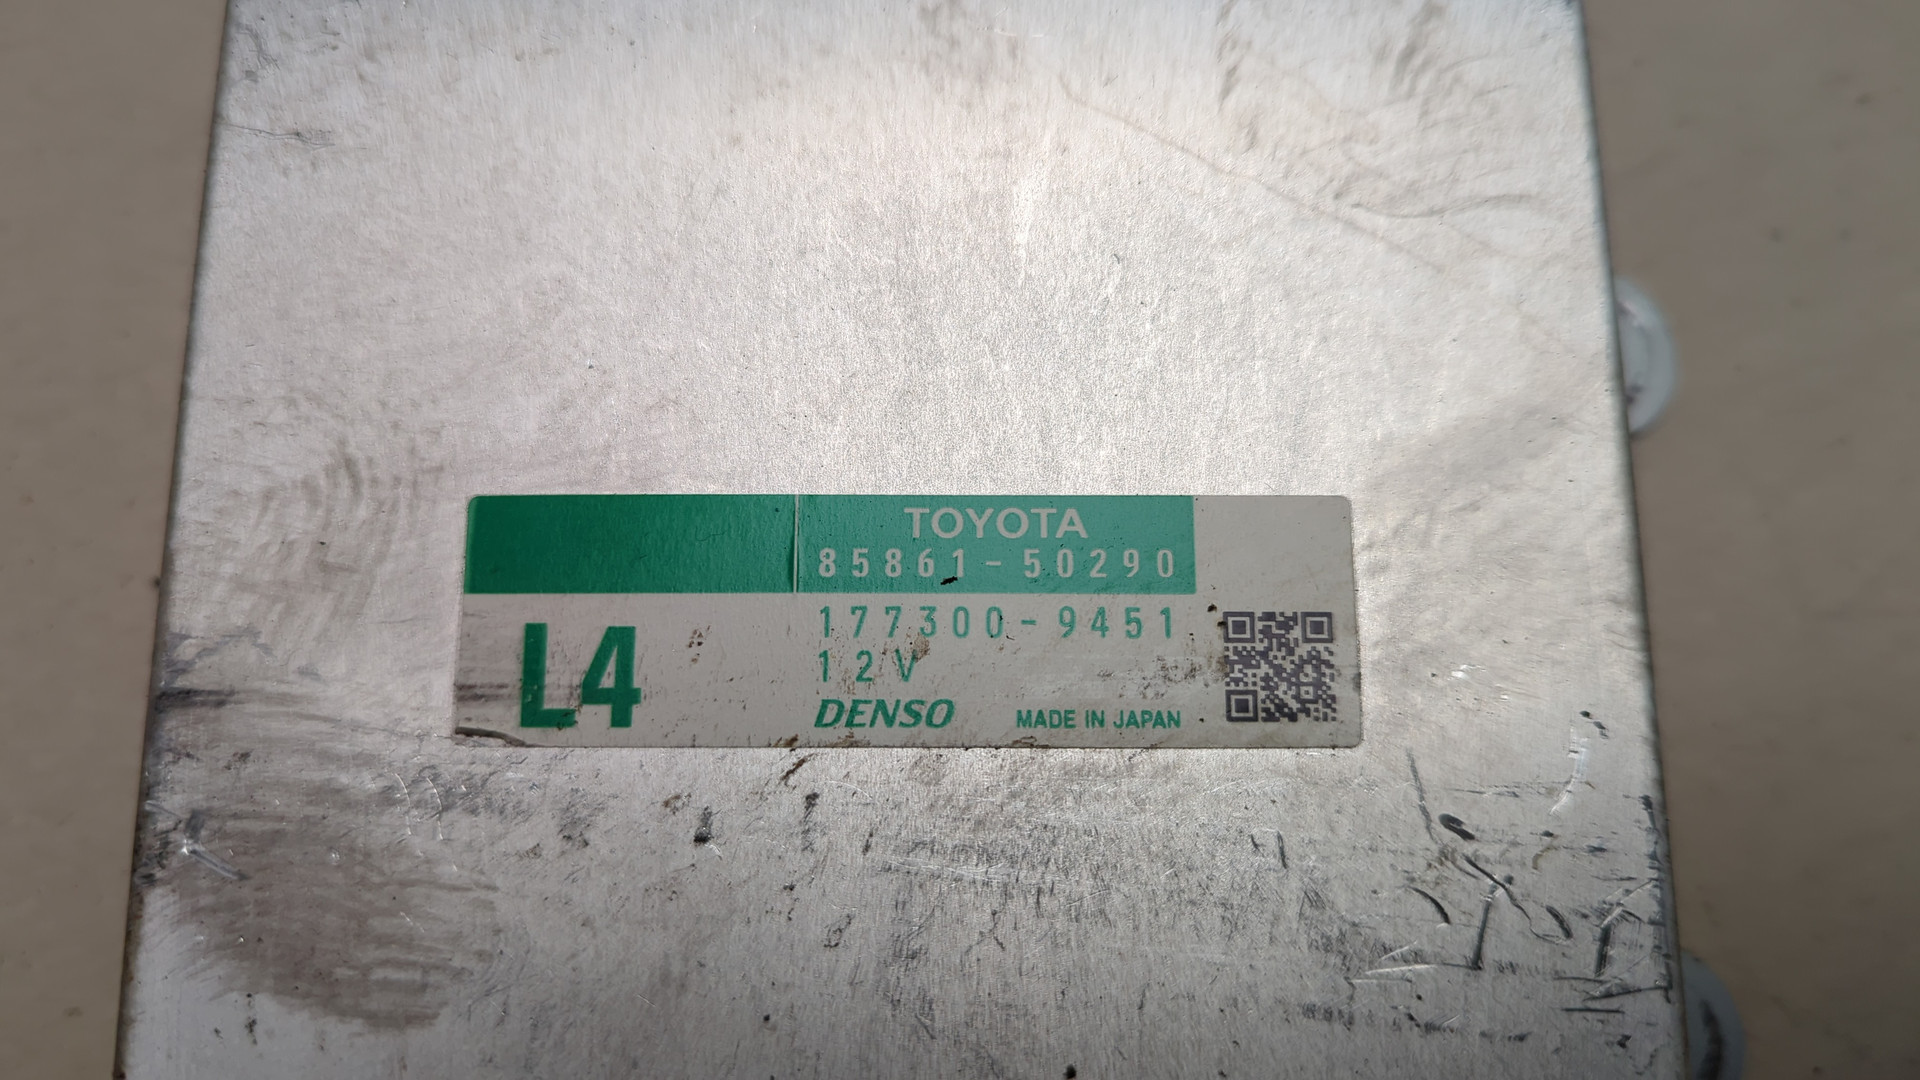 TOYOTA
85861-50290
177300-9451
12V
L4
DENSO MADE IN JAPAN